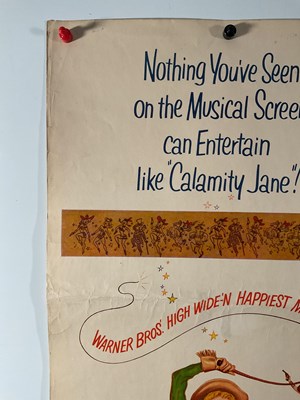 Nothing You've Seen
on the Musical Screen
can Entertain
like "Calamity Jane"!
WARNER BROS.' HIGH, WIDE'N HAPPIEST